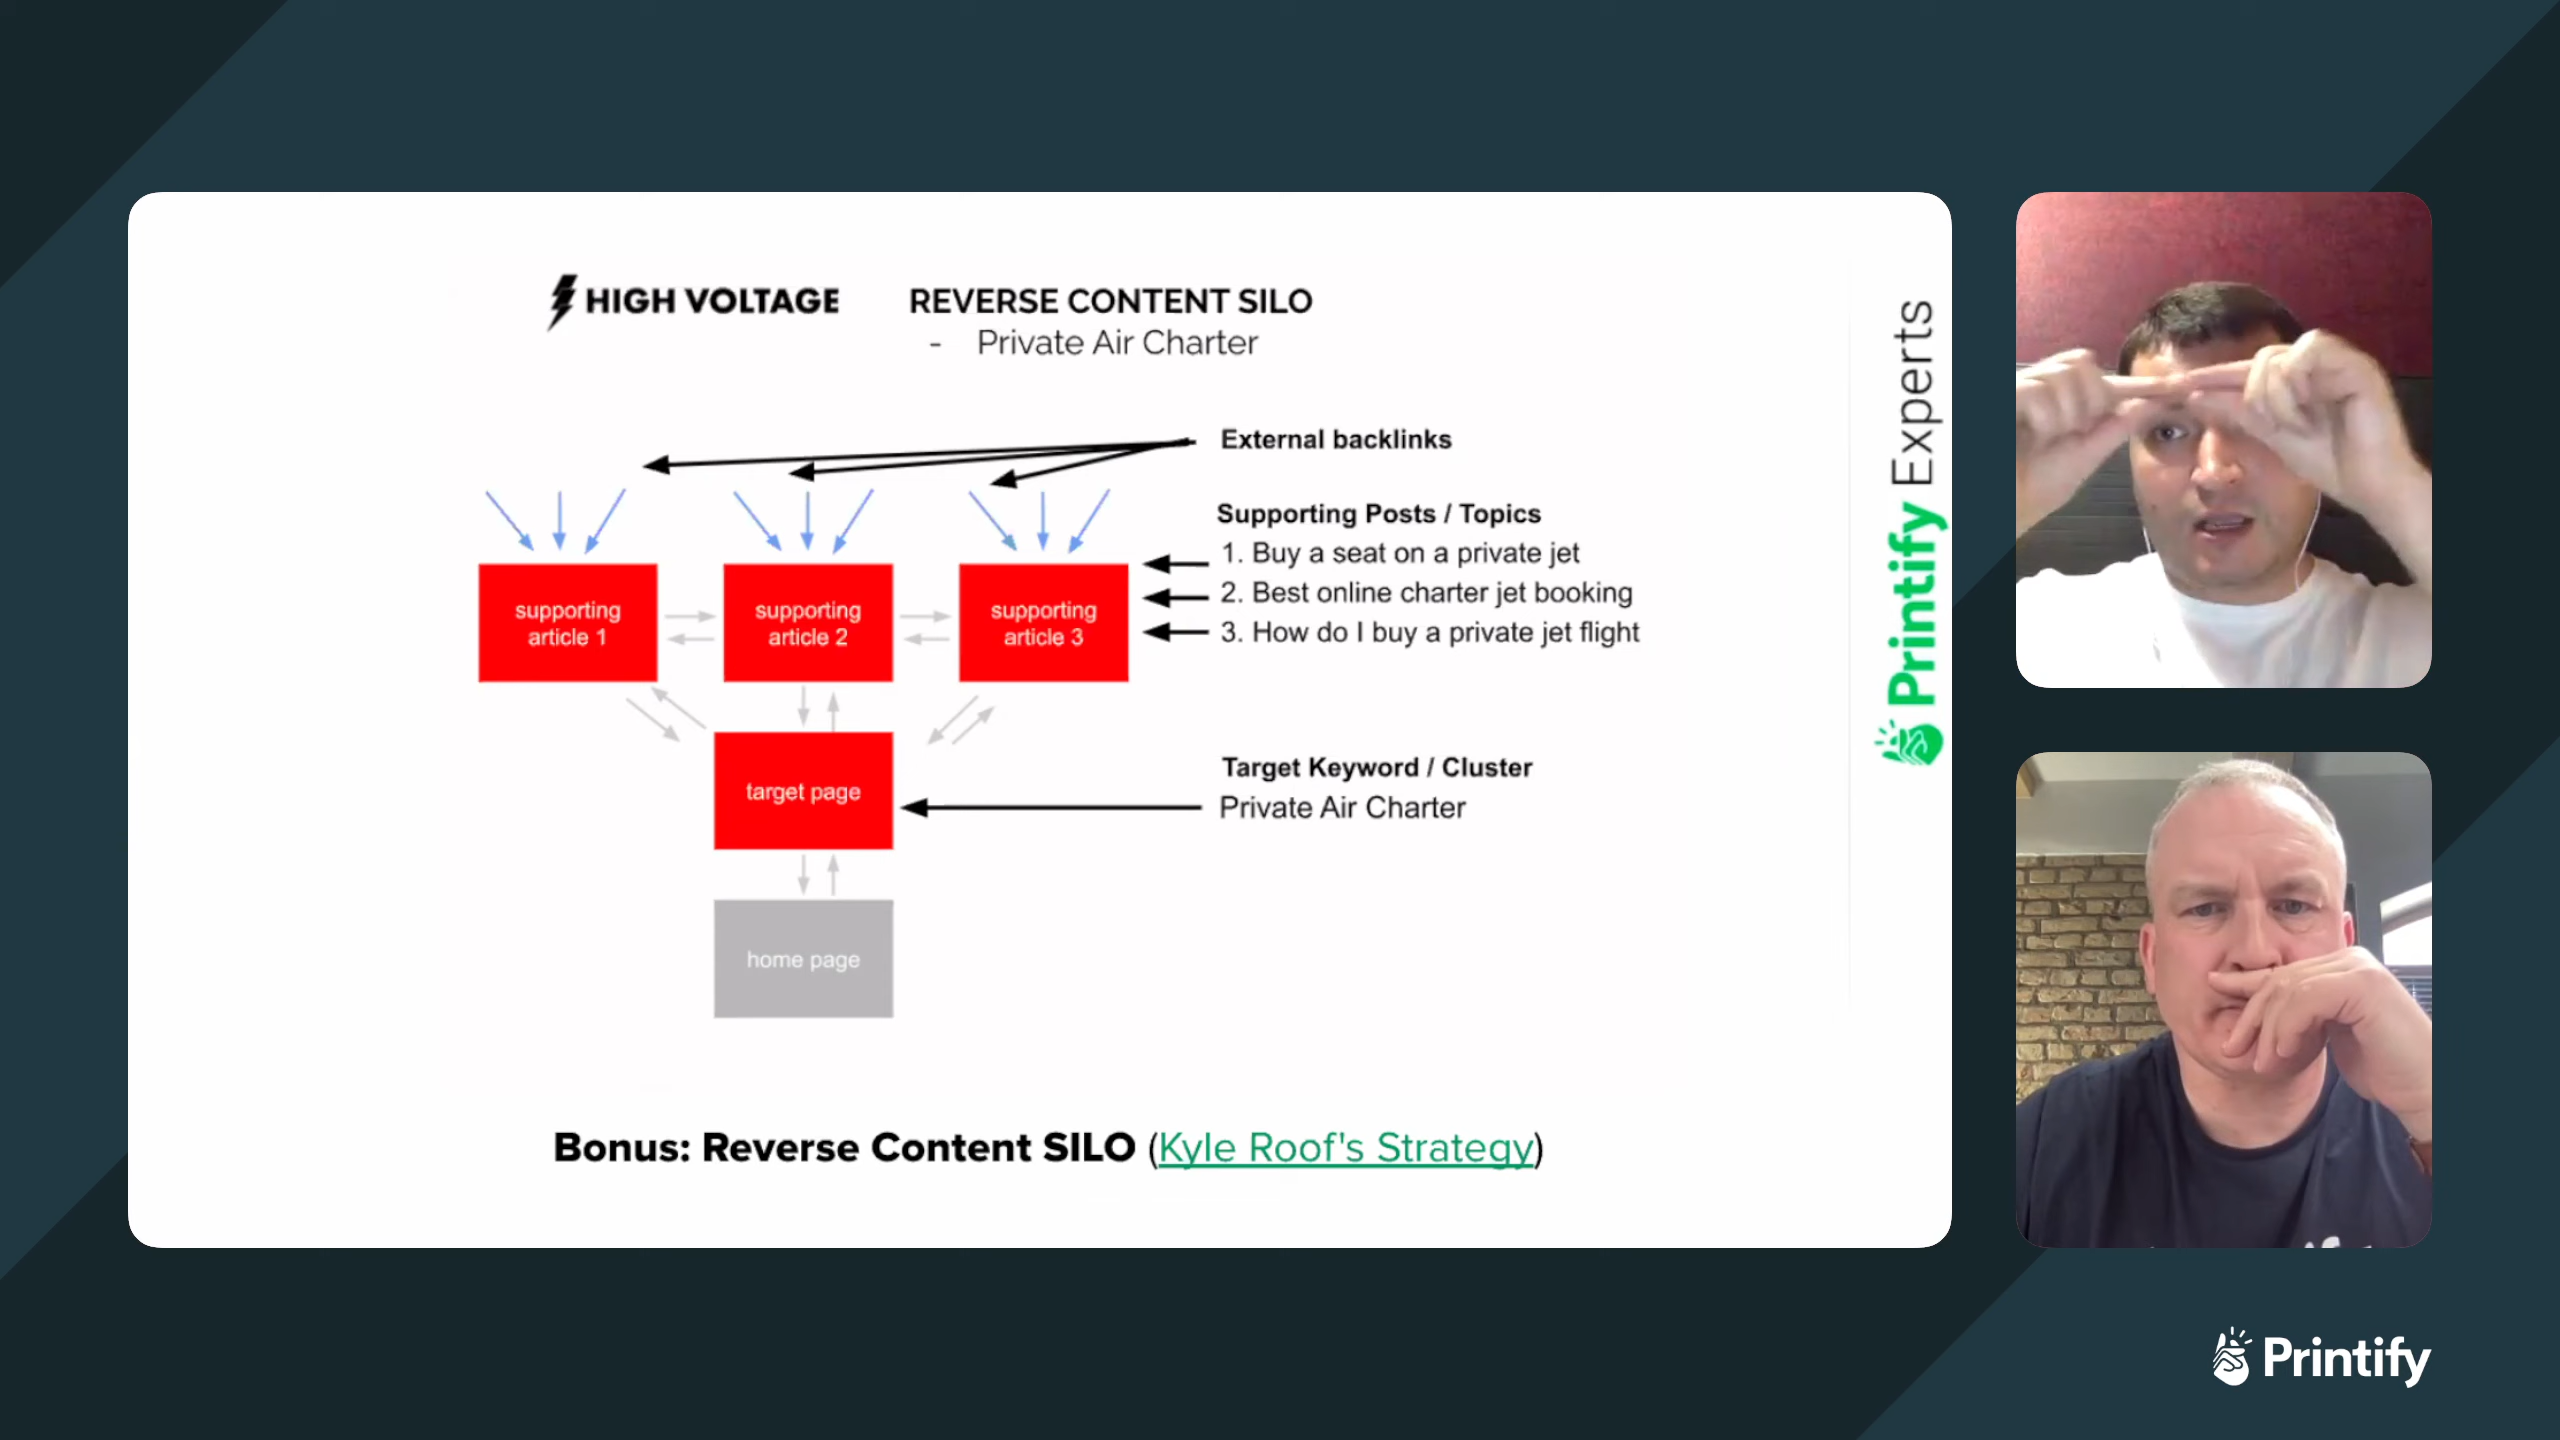 HIGH VOLTAGE
REVERSE CONTENT SILO
- Private Air Charter
External backlinks
Supporting Posts / Topics
1. Buy a seat on a private jet
2. Best online charter jet booking
3. How do I buy a private jet flight
supporting
article 1
supporting
article 2
supporting
article 3
Target Keyword / Cluster
Private Air Charter
target page
home page
Bonus: Reverse Content SILO (Kyle Roof's Strategy)
Printify Experts
Printify